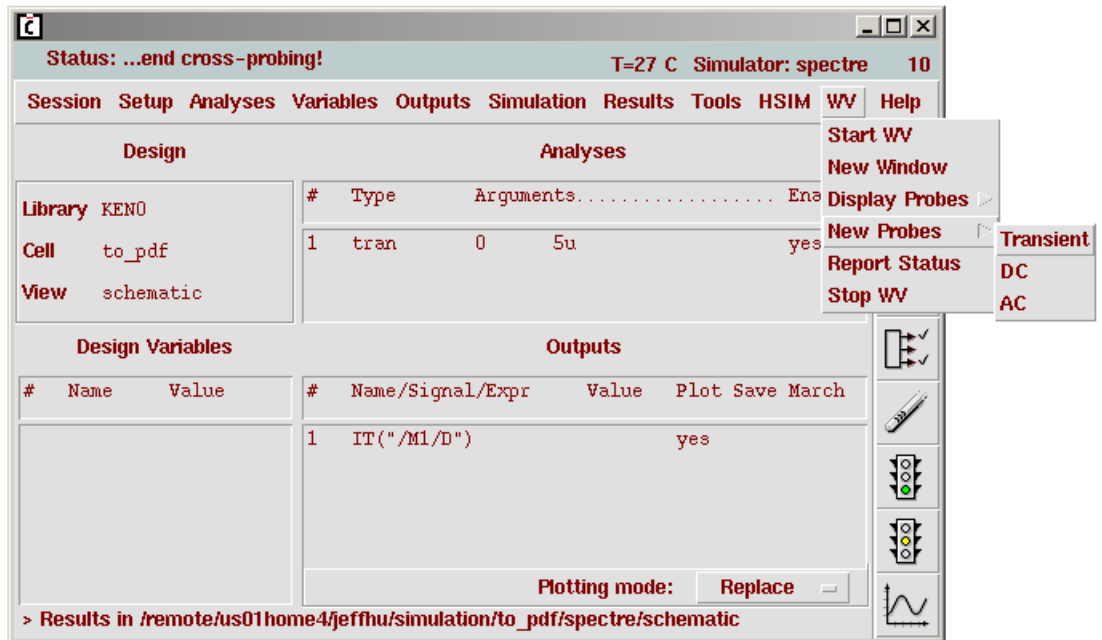 Status: ...end cross-probing!
T=27 C Simulator: spectre 10
Session Setup Analyses Variables Outputs Simulation Results Tools HSIM WV Help
Start WV
New Window
Display Probes
New Probes
Report Status
Stop WV
Transient
DC
AC
Design
Library KENO
Cell to_pdf
View schematic
Analyses
# Type Arguments.................. Ena
1 tran 0 5u yes
Design Variables
# Name Value
Outputs
# Name/Signal/Expr Value Plot Save March
1 IT("/M1/D") yes
Plotting mode: Replace
> Results in /remote/us01home4/jeffhu/simulation/to_pdf/spectre/schematic